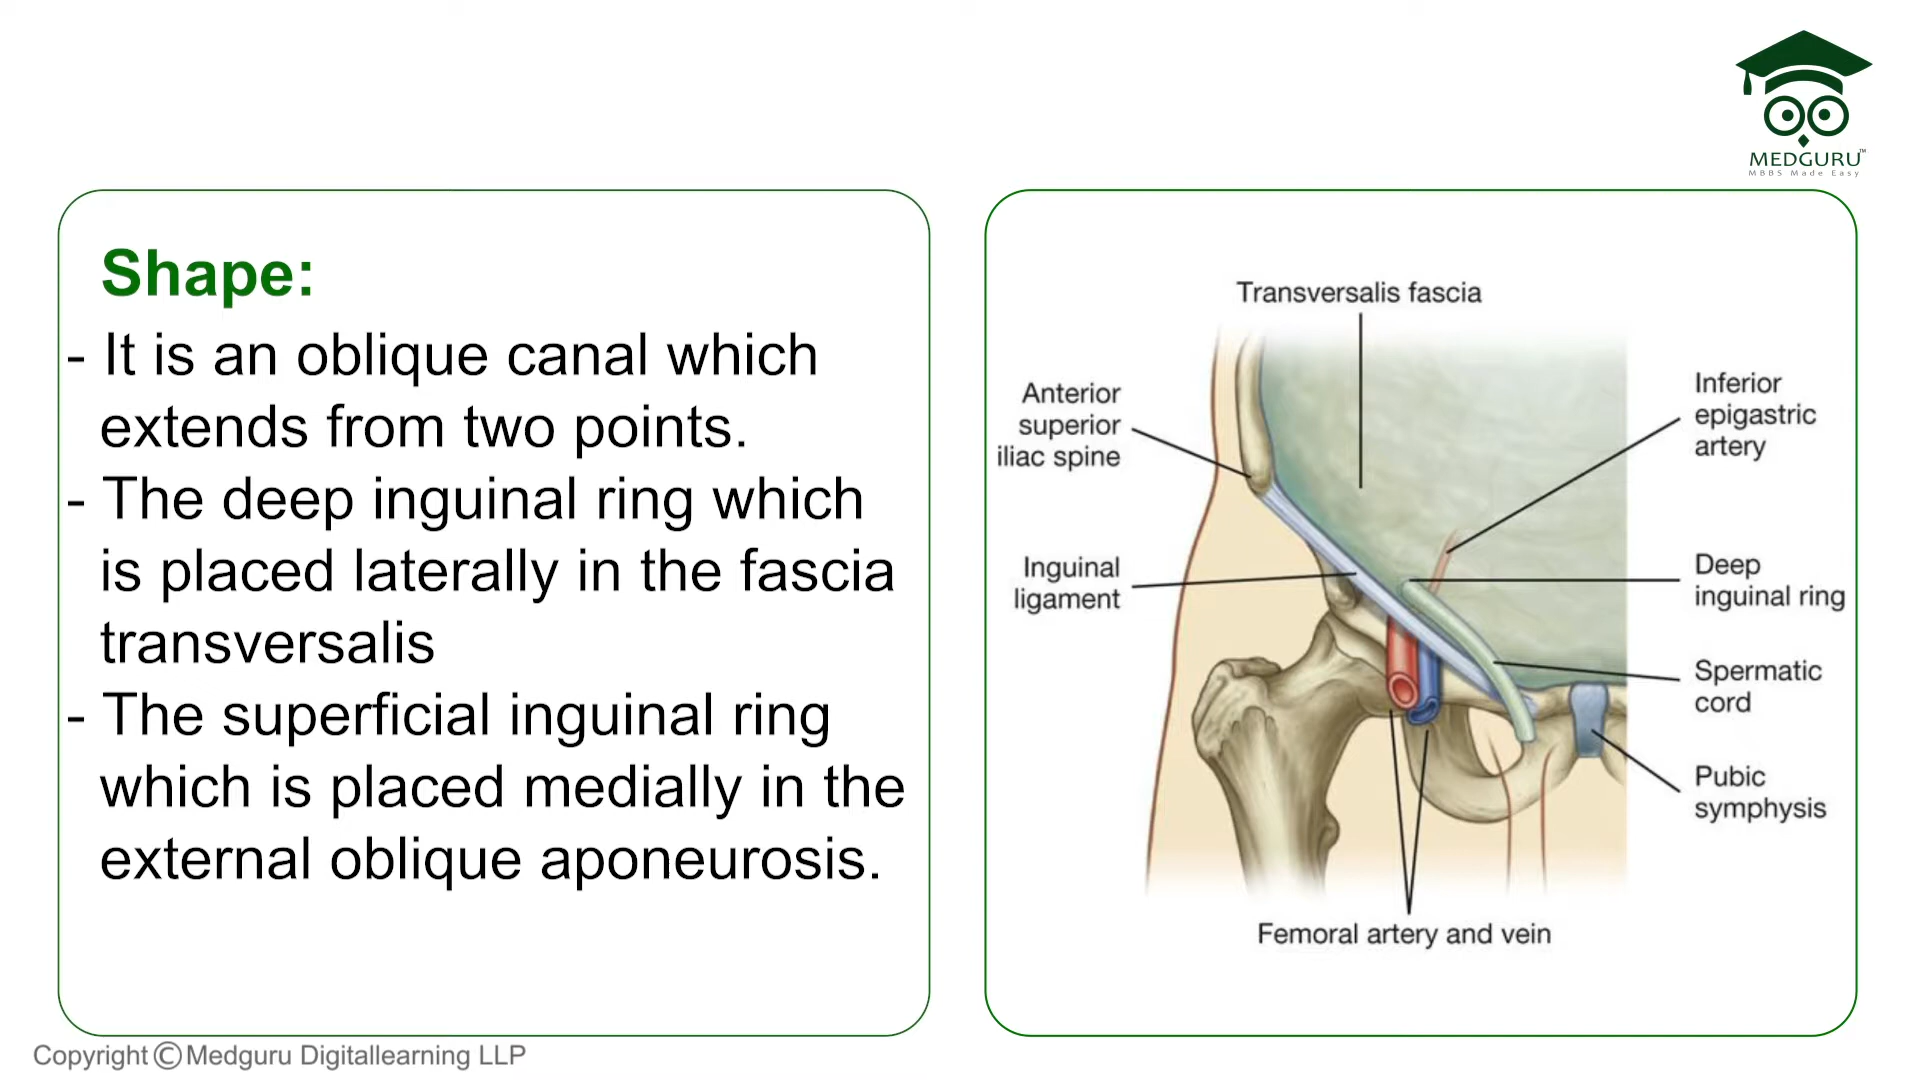 MEDGURU™
MBBS Made Easy
Shape:
- It is an oblique canal which
extends from two points.
- The deep inguinal ring which
is placed laterally in the fascia
transversalis
- The superficial inguinal ring
which is placed medially in the
external oblique aponeurosis.
Transversalis fascia
Anterior
superior
iliac spine
Inguinal
ligament
Inferior
epigastric
artery
Deep
inguinal ring
Spermatic
cord
Pubic
symphysis
Femoral artery and vein
Copyright © Medguru Digitallearning LLP